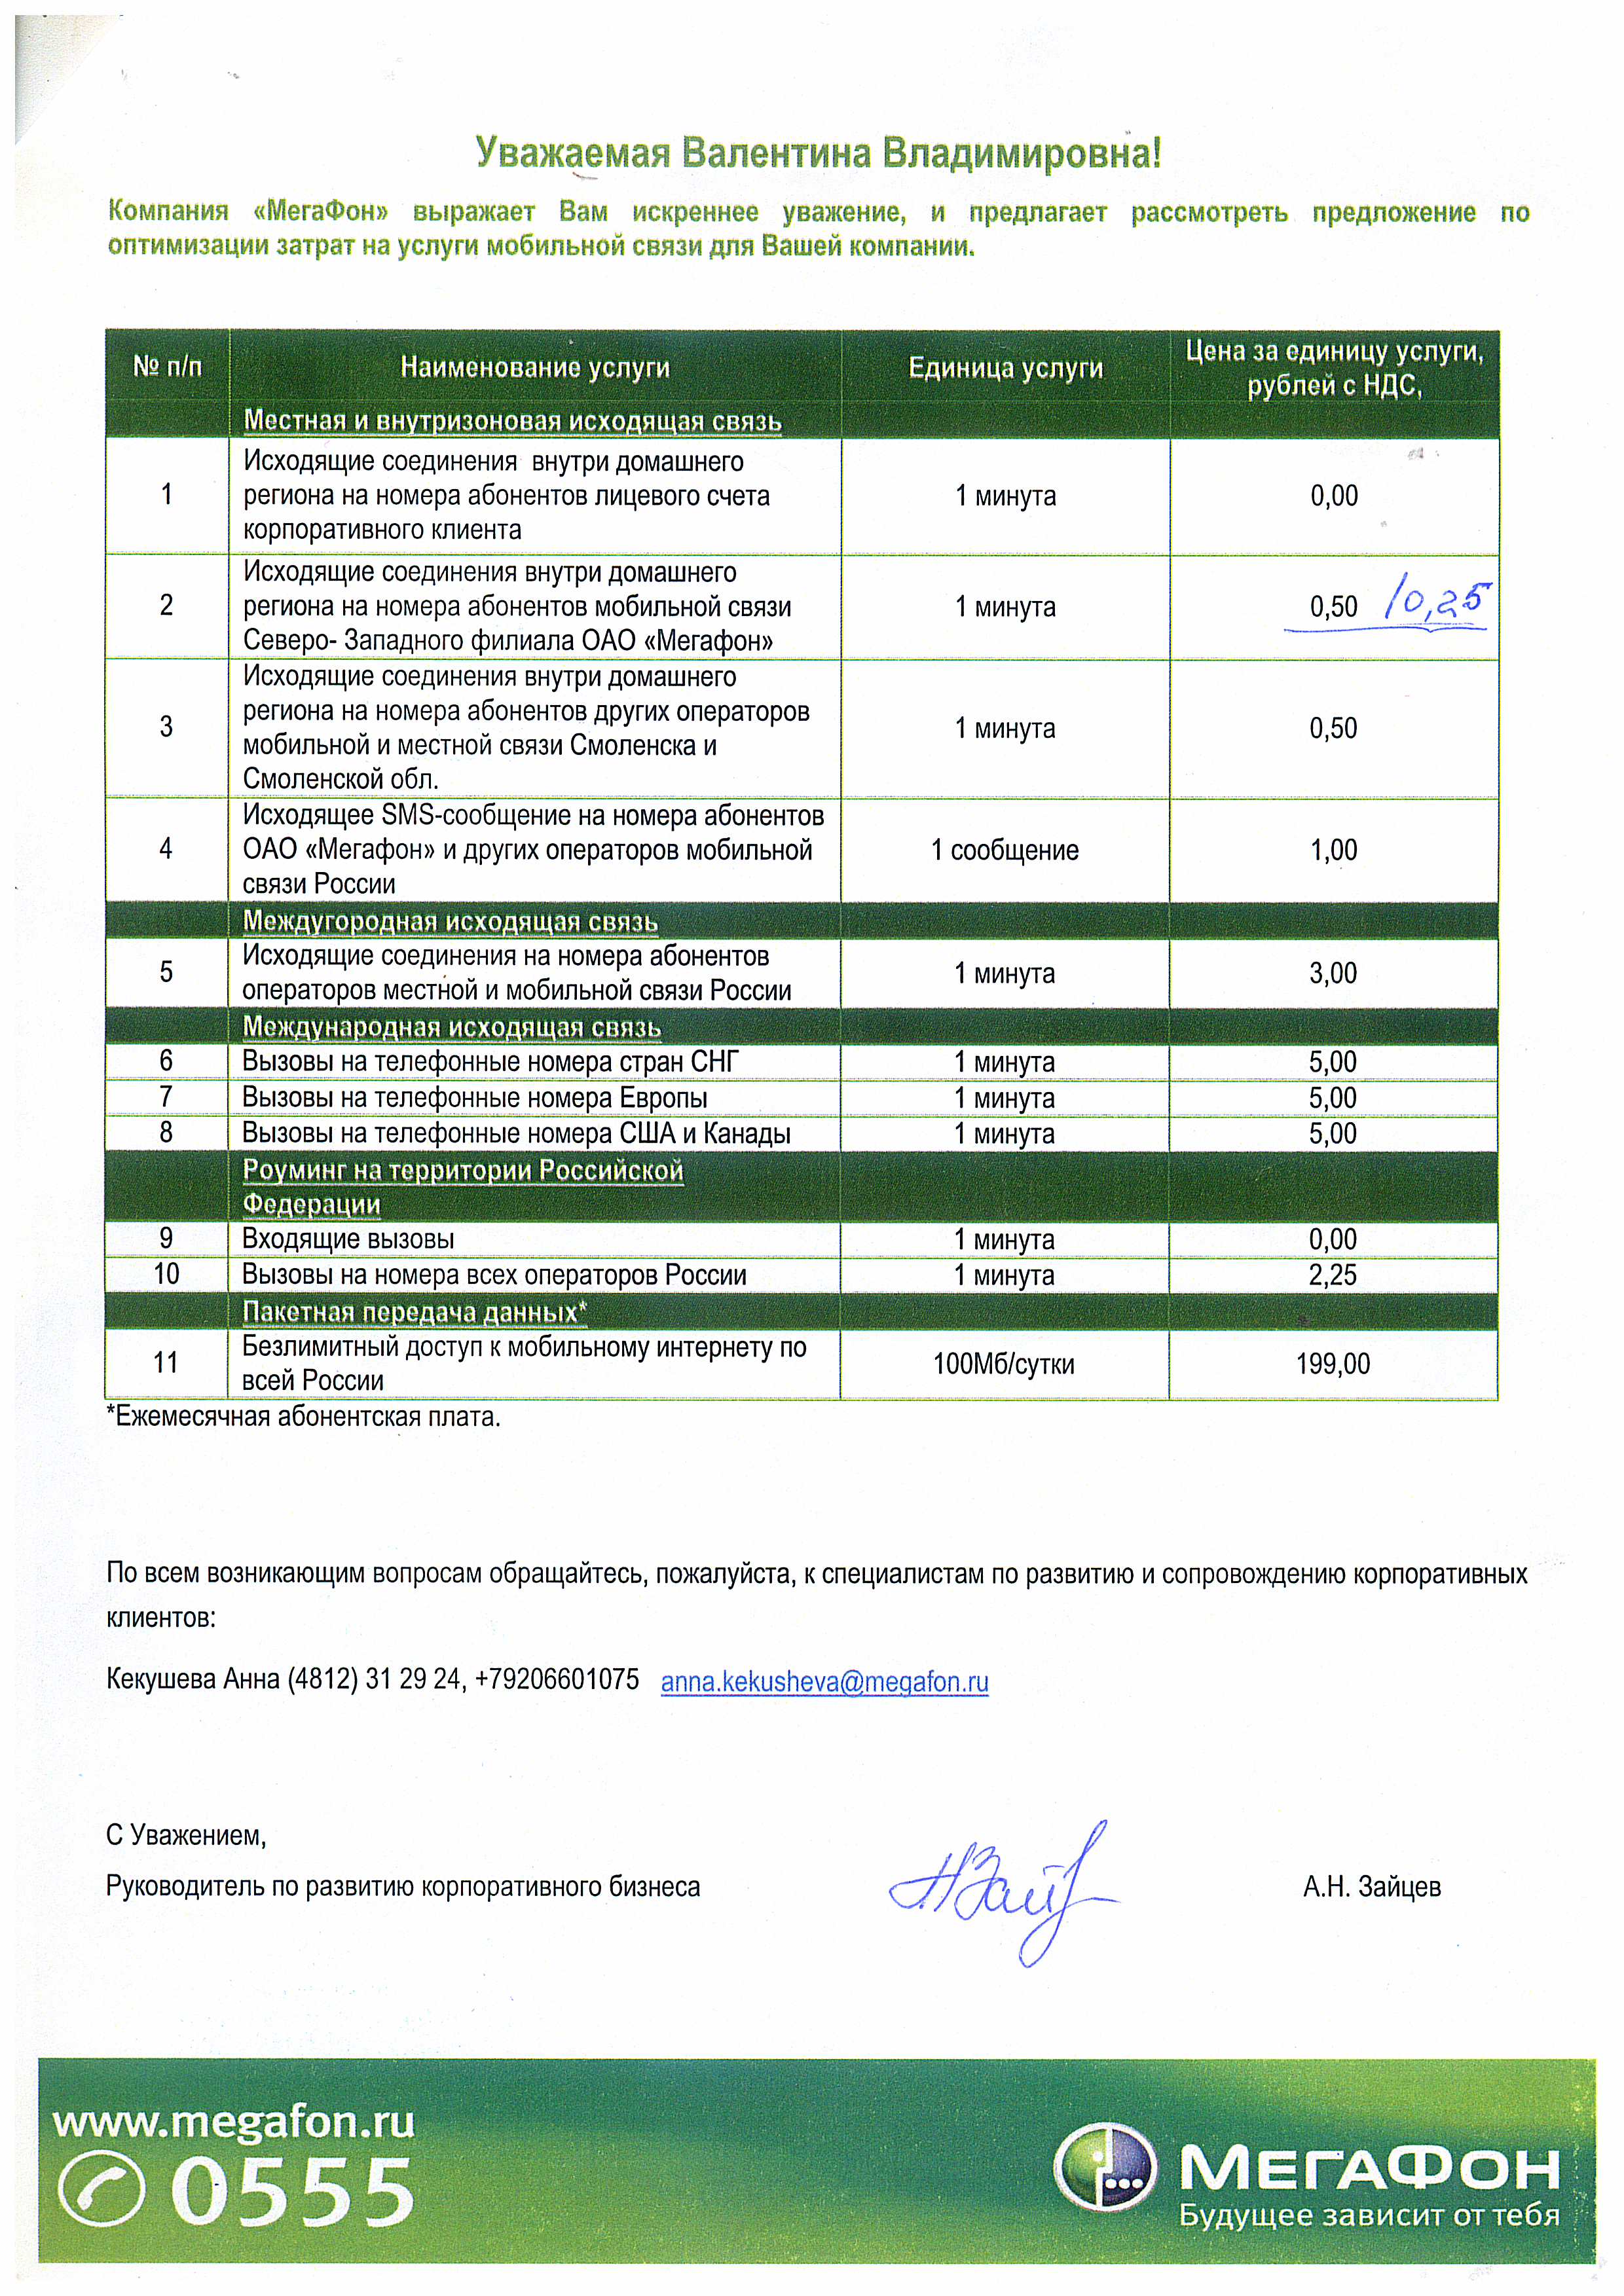 Уважаемая Валентина Владимировна!
Компания «МегаФон» выражает Вам искреннее уважение, и предлагает рассмотреть предложение по
оптимизации затрат на услуги мобильной связи для Вашей компании.
№ п/п Наименование услуги Единица услуги Цена за единицу услуги,
рублей с НДС,
Местная и внутризоновая исходящая связь
Исходящие соединения внутри домашнего
1 региона на номера абонентов лицевого счета 1 минута 0,00
корпоративного клиента
Исходящие соединения внутри домашнего
2 региона на номера абонентов мобильной связи 1 минута 0,50 /0,25
Северо- Западного филиала ОАО «Мегафон»
Исходящие соединения внутри домашнего
региона на номера абонентов других операторов
3 мобильной и местной связи Смоленска и 1 минута 0,50
Смоленской обл.
Исходящее SMS-сообщение на номера абонентов
4 ОАО «Мегафон» и других операторов мобильной 1 сообщение 1,00
связи России
Междугородная исходящая связь
5 Исходящие соединения на номера абонентов 1 минута 3,00
операторов местной и мобильной связи России
Международная исходящая связь
6 Вызовы на телефонные номера стран СНГ 1 минута 5,00
7 Вызовы на телефонные номера Европы 1 минута 5,00
8 Вызовы на телефонные номера США и Канады 1 минута 5,00
Роуминг на территории Российской
Федерации
9 Входящие вызовы 1 минута 0,00
10 Вызовы на номера всех операторов России 1 минута 2,25
Пакетная передача данных*
11 Безлимитный доступ к мобильному интернету по 100Мб/сутки 199,00
всей России
*Ежемесячная абонентская плата.
По всем возникающим вопросам обращайтесь, пожалуйста, к специалистам по развитию и сопровождению корпоративных
клиентов:
Кекушева Анна (4812) 31 29 24, +79206601075 anna.kekusheva@megafon.ru
С Уважением,
Руководитель по развитию корпоративного бизнеса А.Н. Зайцев
www.megafon.ru
0555
МЕГАФОН
Будущее зависит от тебя